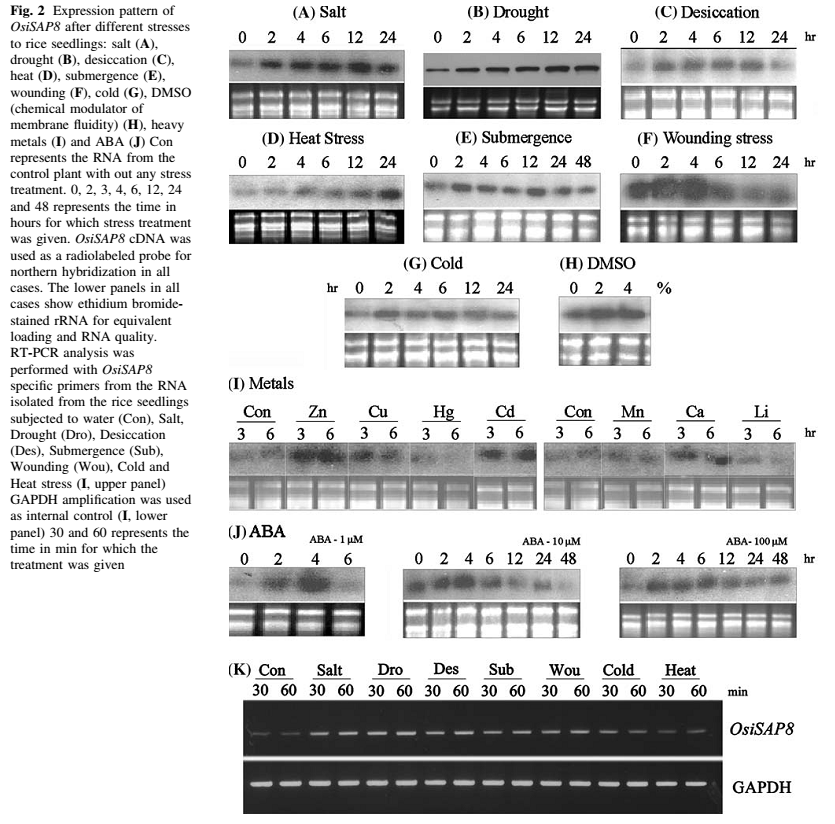 Fig. 2 Expression pattern of
OsiSAP8 after different stresses
to rice seedlings: salt (A),
drought (B), desiccation (C),
heat (D), submergence (E),
wounding (F), cold (G), DMSO
(chemical modulator of
membrane fluidity) (H), heavy
metals (I) and ABA (J) Con
represents the RNA from the
control plant with out any stress
treatment. 0, 2, 3, 4, 6, 12, 24
and 48 represents the time in
hours for which stress treatment
was given. OsiSAP8 cDNA was
used as a radiolabeled probe for
northern hybridization in all
cases. The lower panels in all
cases show ethidium bromide-
stained rRNA for equivalent
loading and RNA quality.
RT-PCR analysis was
performed with OsiSAP8
specific primers from the RNA
isolated from the rice seedlings
subjected to water (Con), Salt,
Drought (Dro), Desiccation
(Des), Submergence (Sub),
Wounding (Wou), Cold and
Heat stress (I, upper panel)
GAPDH amplification was used
as internal control (I, lower
panel) 30 and 60 represents the
time in min for which the
treatment was given
(A) Salt (B) Drought (C) Desiccation
0 2 4 6 12 24 0 2 4 6 12 24 0 2 4 6 12 24 hr
(D) Heat Stress (E) Submergence (F) Wounding stress
0 2 4 6 12 24 0 2 4 6 12 24 48 0 2 4 6 12 24 hr
(G) Cold (H) DMSO
hr 0 2 4 6 12 24 0 2 4 %
(I) Metals
Con Zn Cu Hg Cd Con Mn Ca Li
3 6 3 6 3 6 3 6 3 6 3 6 3 6 3 6 3 6 hr
(J) ABA
ABA - 1 µM ABA - 10 µM ABA- 100 µM
0 2 4 6 0 2 4 6 12 24 48 0 2 4 6 12 24 48 hr
(K) Con Salt Dro Des Sub Wou Cold Heat
30 60 30 60 30 60 30 60 30 60 30 60 30 60 30 60 min
OsiSAP8
GAPDH